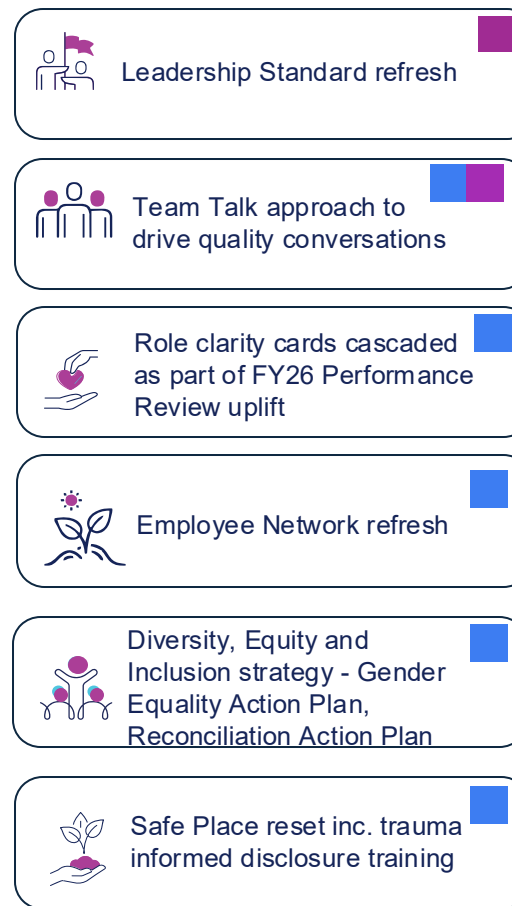 Leadership Standard refresh
Team Talk approach to
drive quality conversations
Role clarity cards cascaded
as part of FY26 Performance
Review uplift
Employee Network refresh
Diversity, Equity and
Inclusion strategy - Gender
Equality Action Plan,
Reconciliation Action Plan
Safe Place reset inc. trauma
informed disclosure training